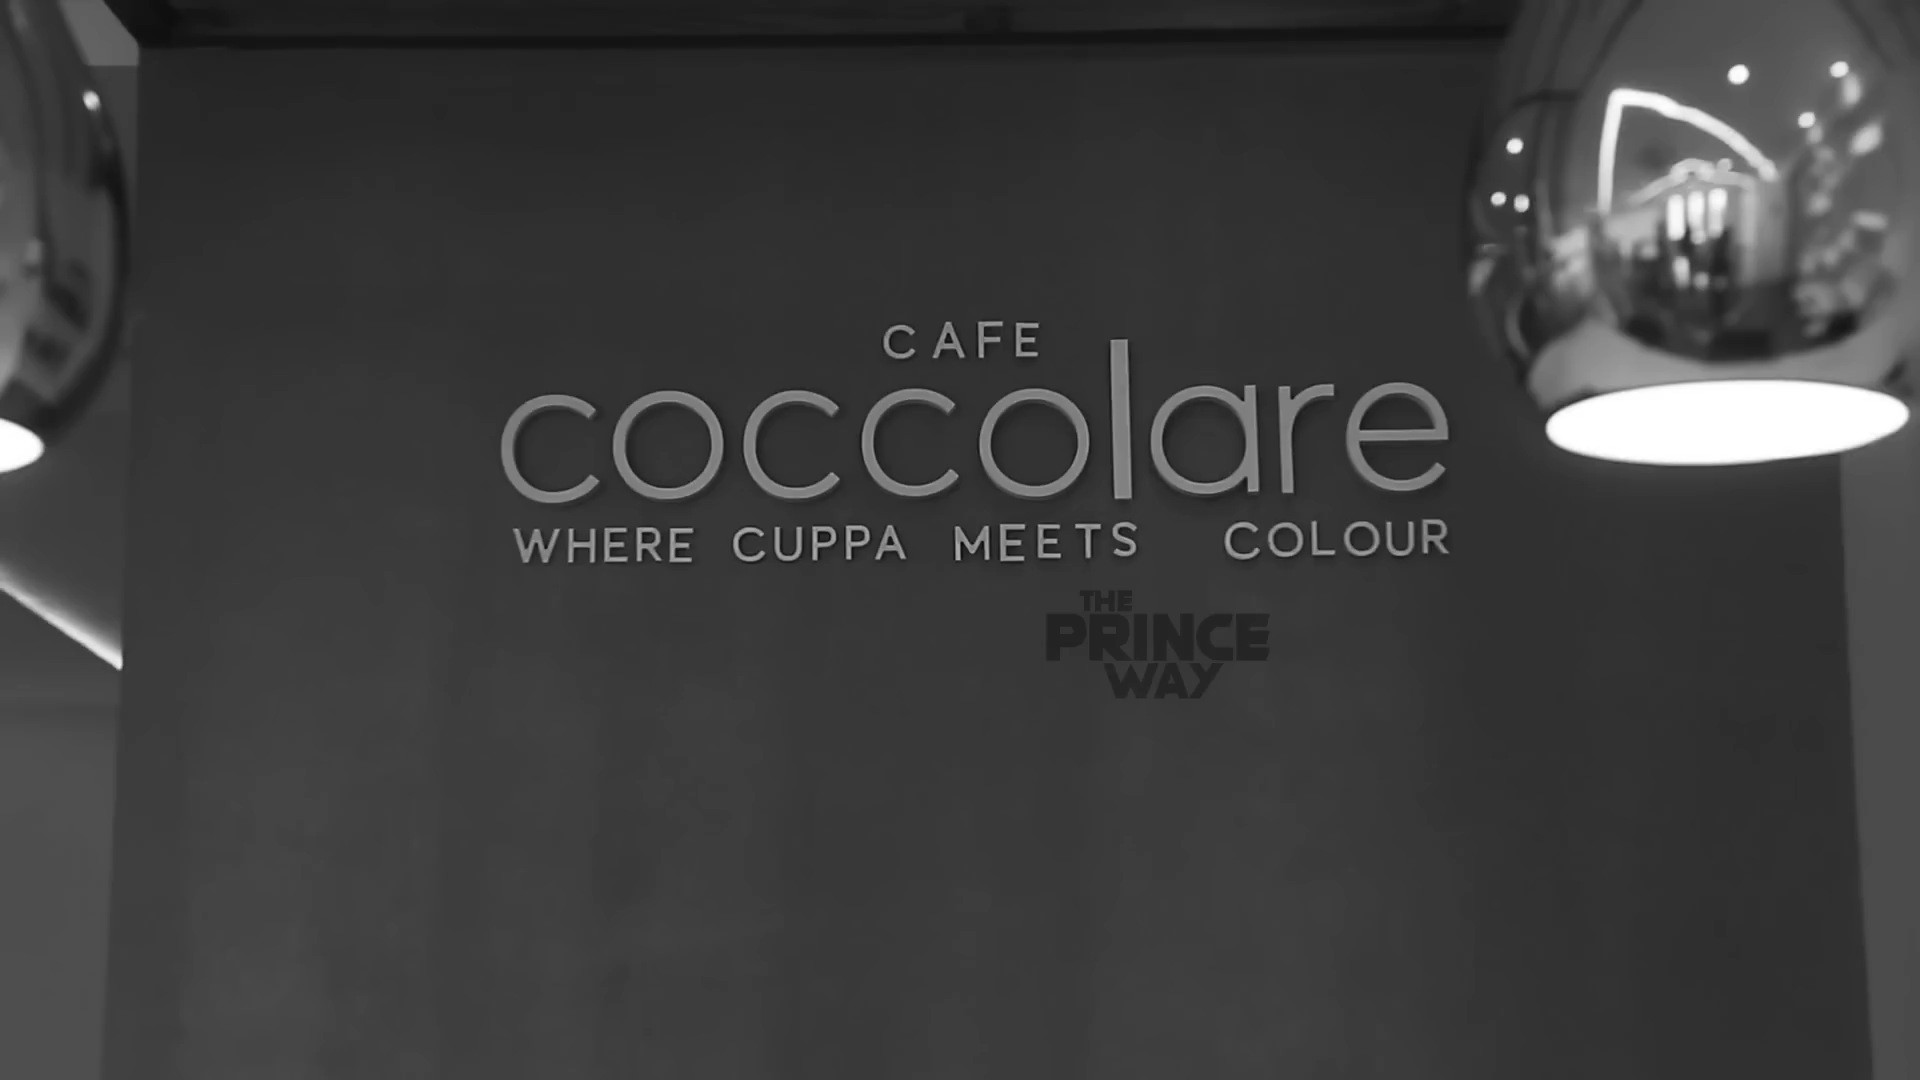 CAFE
coccolare
WHERE CUPPA MEETS COLOUR
THE
PRINCE
WAY